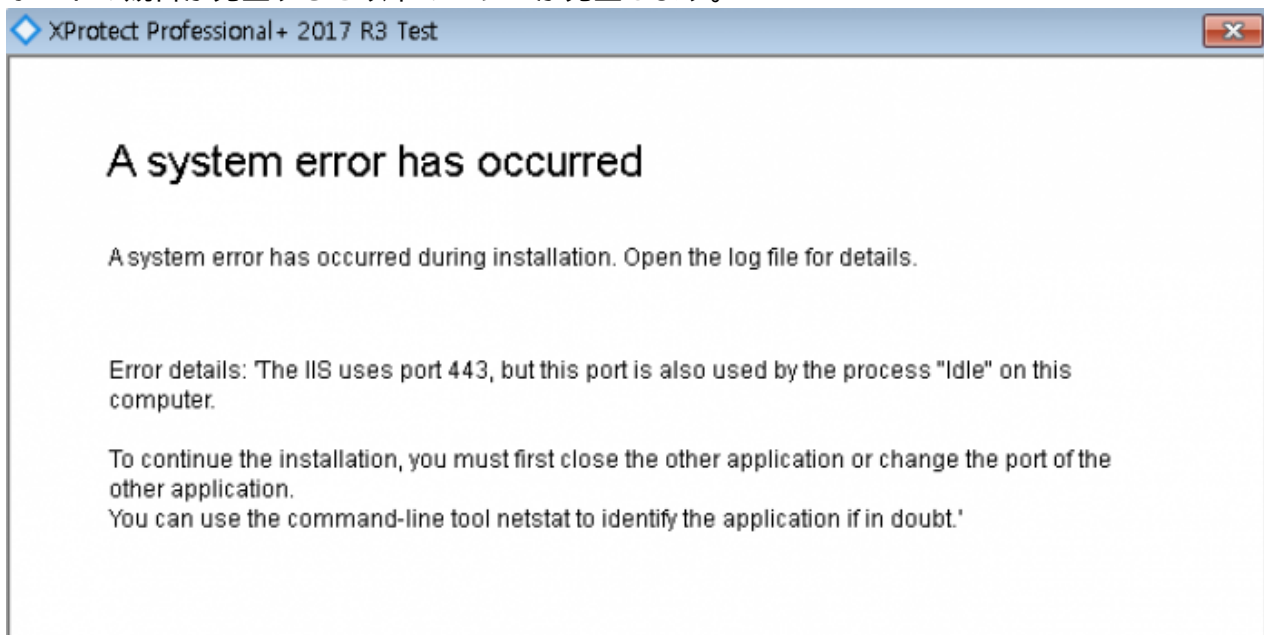 XProtect Professional+ 2017 R3 Test
A system error has occurred
A system error has occurred during installation. Open the log file for details.
Error details: 'The IIS uses port 443, but this port is also used by the process "Idle" on this
computer.
To continue the installation, you must first close the other application or change the port of the
other application.
You can use the command-line tool netstat to identify the application if in doubt.'